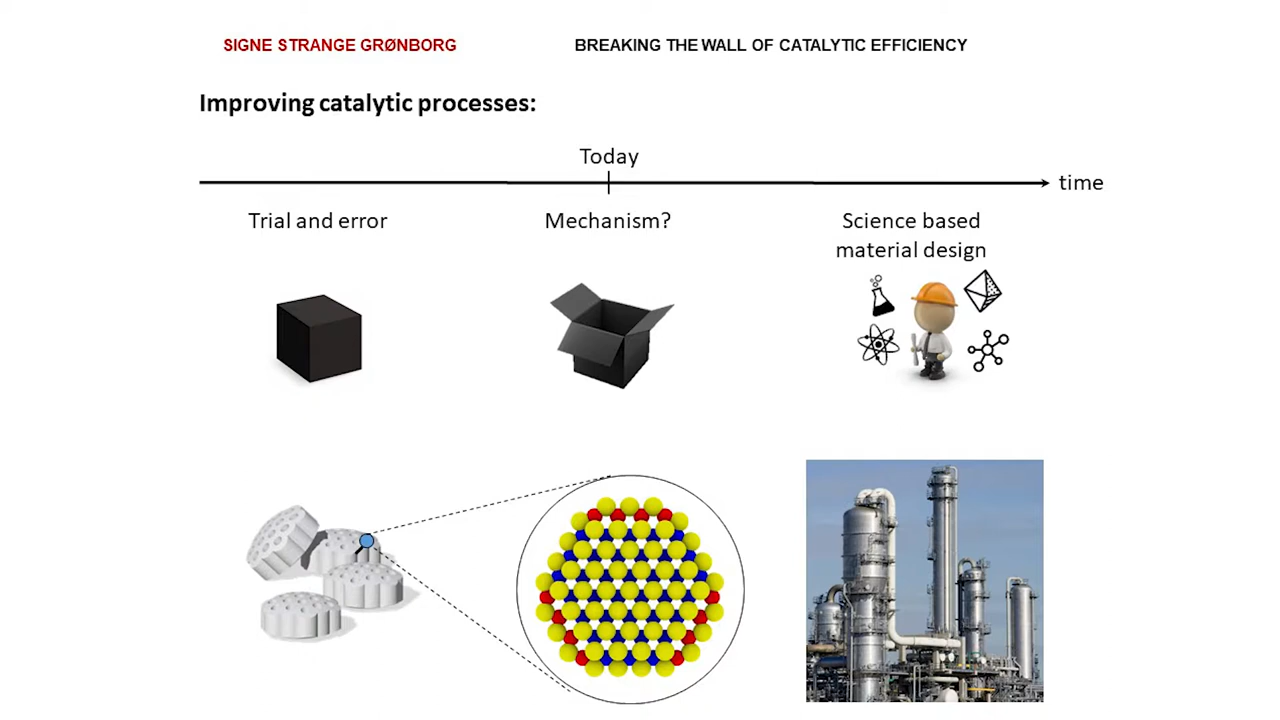 SIGNE STRANGE GRØNBORG
BREAKING THE WALL OF CATALYTIC EFFICIENCY
Improving catalytic processes:
Today
time
Trial and error
Mechanism?
Science based
material design